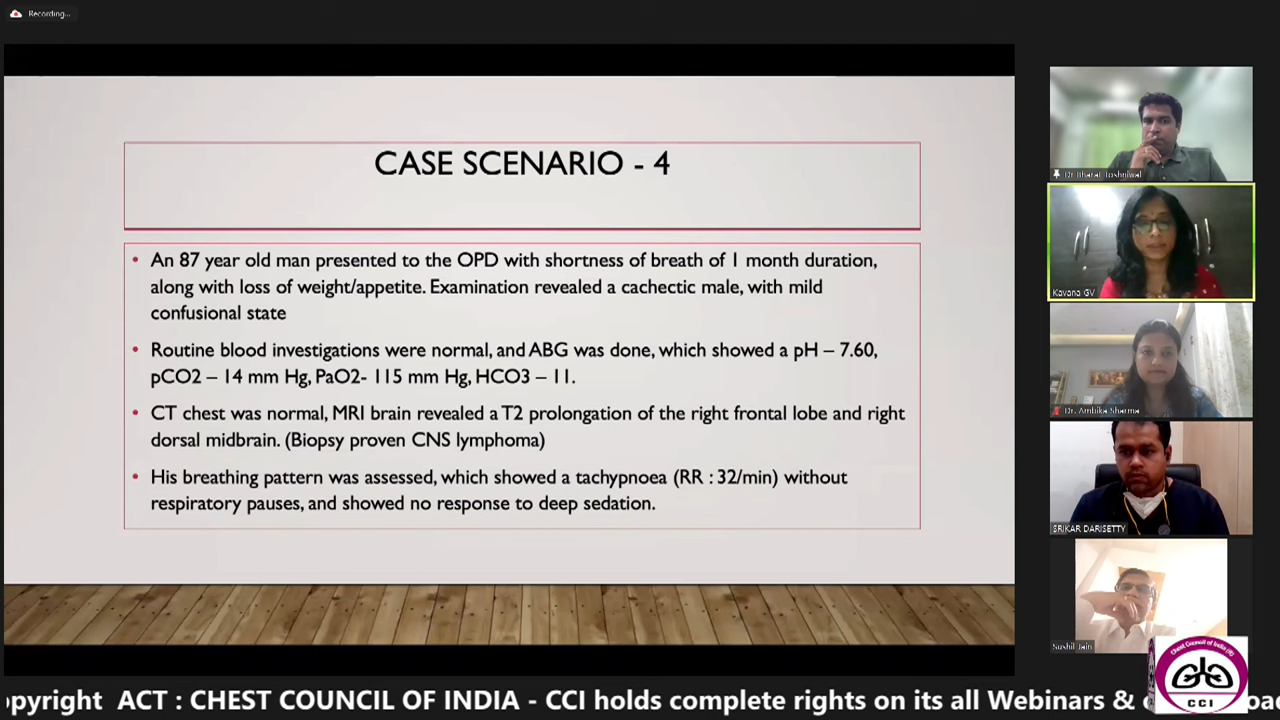 Recording...
CASE SCENARIO - 4
• An 87 year old man presented to the OPD with shortness of breath of 1 month duration,
along with loss of weight/appetite. Examination revealed a cachectic male, with mild
confusional state
• Routine blood investigations were normal, and ABG was done, which showed a pH – 7.60,
pCO2 – 14 mm Hg, PaO2- 115 mm Hg, HCO3 – 11.
• CT chest was normal, MRI brain revealed a T2 prolongation of the right frontal lobe and right
dorsal midbrain. (Biopsy proven CNS lymphoma)
• His breathing pattern was assessed, which showed a tachypnoea (RR : 32/min) without
respiratory pauses, and showed no response to deep sedation.
Dr Bharat Toshniwal
Kavana GV
Dr. Ambika Sharma
SRIKAR DARISETTY
Sushil Jain
Chest Council of India
CCI
opyright ACT : CHEST COUNCIL OF INDIA - CCI holds complete rights on its all Webinars &